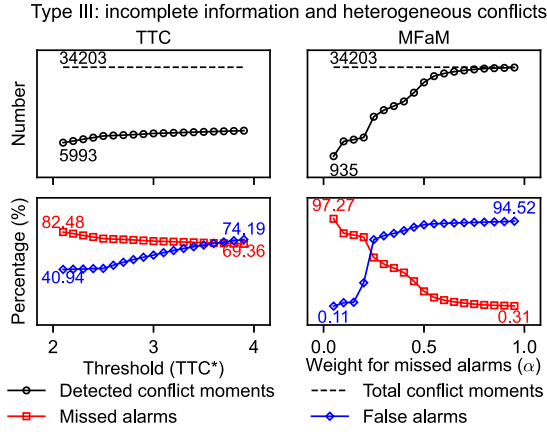 Type III: incomplete information and heterogeneous conflicts
TTC
MFaM
Number
34203
5993
34203
935
Percentage (%)
82.48
40.94
74.19
69.36
97.27
0.11
94.52
0.31
2
3
4
0.0
0.5
1.0
Threshold (TTC*)
Weight for missed alarms (α)
Detected conflict moments
Total conflict moments
Missed alarms
False alarms